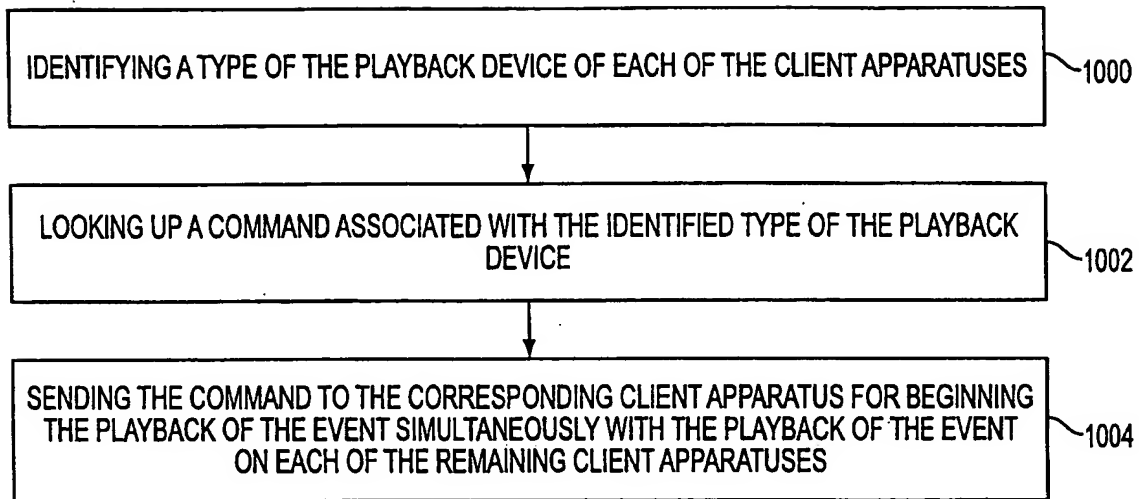 IDENTIFYING A TYPE OF THE PLAYBACK DEVICE OF EACH OF THE CLIENT APPARATUSES
1000
LOOKING UP A COMMAND ASSOCIATED WITH THE IDENTIFIED TYPE OF THE PLAYBACK
DEVICE
1002
SENDING THE COMMAND TO THE CORRESPONDING CLIENT APPARATUS FOR BEGINNING
THE PLAYBACK OF THE EVENT SIMULTANEOUSLY WITH THE PLAYBACK OF THE EVENT
ON EACH OF THE REMAINING CLIENT APPARATUSES
1004